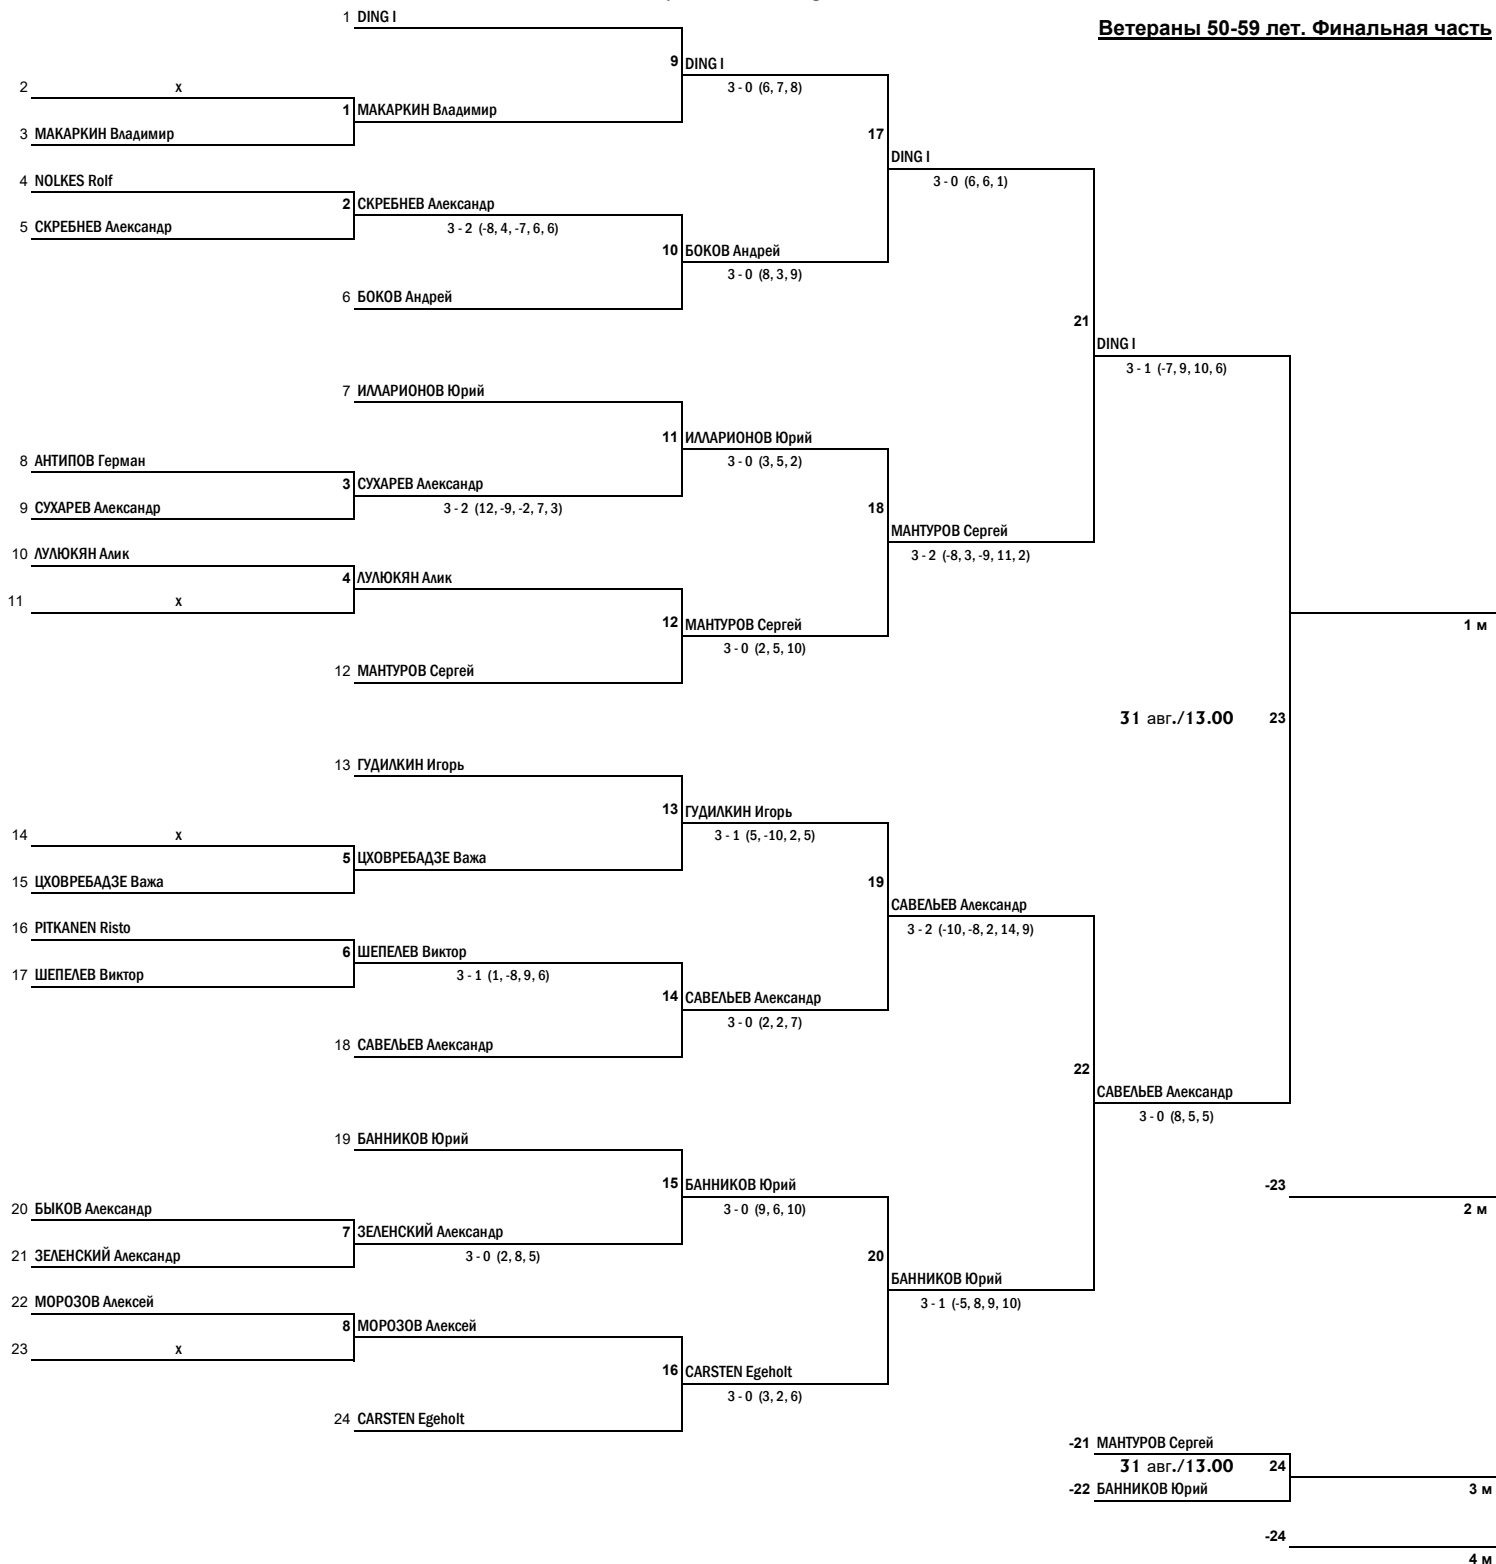 1 DING I
Ветераны 50-59 лет. Финальная часть
9 DING I
2 x
3 - 0 (6, 7, 8)
1 МАКАРКИН Владимир
3 МАКАРКИН Владимир
17
DING I
4 NOLKES Rolf
3 - 0 (6, 6, 1)
2 СКРЕБНЕВ Александр
5 СКРЕБНЕВ Александр
3 - 2 (-8, 4, -7, 6, 6)
10 БОКОВ Андрей
3 - 0 (8, 3, 9)
6 БОКОВ Андрей
21
DING I
3 - 1 (-7, 9, 10, 6)
7 ИЛЛАРИОНОВ Юрий
11 ИЛЛАРИОНОВ Юрий
8 АНТИПОВ Герман
3 - 0 (3, 5, 2)
3 СУХАРЕВ Александр
9 СУХАРЕВ Александр
3 - 2 (12, -9, -2, 7, 3)
18
МАНТУРОВ Сергей
10 ЛУЛЮКЯН Алик
3 - 2 (-8, 3, -9, 11, 2)
4 ЛУЛЮКЯН Алик
11 x
12 МАНТУРОВ Сергей
1 м
3 - 0 (2, 5, 10)
12 МАНТУРОВ Сергей
31 авг./13.00 23
13 ГУДИЛКИН Игорь
13 ГУДИЛКИН Игорь
14 x
3 - 1 (5, -10, 2, 5)
5 ЦХОВРЕБАДЗЕ Важа
15 ЦХОВРЕБАДЗЕ Важа
19
САВЕЛЬЕВ Александр
16 PITKANEN Risto
3 - 2 (-10, -8, 2, 14, 9)
6 ШЕПЕЛЕВ Виктор
17 ШЕПЕЛЕВ Виктор
3 - 1 (1, -8, 9, 6)
14 САВЕЛЬЕВ Александр
3 - 0 (2, 2, 7)
18 САВЕЛЬЕВ Александр
22
САВЕЛЬЕВ Александр
3 - 0 (8, 5, 5)
19 БАННИКОВ Юрий
15 БАННИКОВ Юрий
-23
20 БЫКОВ Александр
3 - 0 (9, 6, 10)
2 м
7 ЗЕЛЕНСКИЙ Александр
21 ЗЕЛЕНСКИЙ Александр
3 - 0 (2, 8, 5)
20
БАННИКОВ Юрий
22 МОРОЗОВ Алексей
3 - 1 (-5, 8, 9, 10)
8 МОРОЗОВ Алексей
23 x
16 CARSTEN Egeholt
3 - 0 (3, 2, 6)
24 CARSTEN Egeholt
-21 МАНТУРОВ Сергей
31 авг./13.00 24
-22 БАННИКОВ Юрий
3 м
-24
4 м